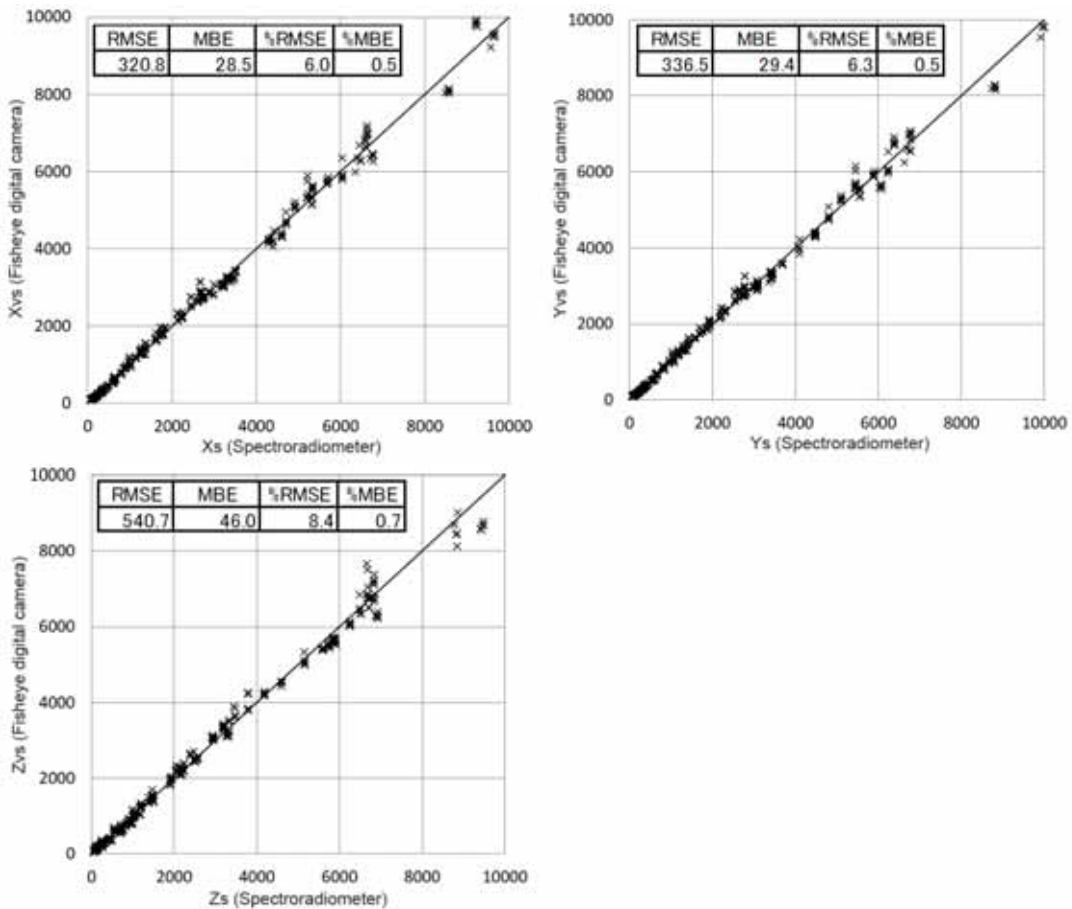 10000
RMSE MBE %RMSE %MBE
320.8 28.5 6.0 0.5
8000
6000
4000
2000
0
Xvs (Fisheye digital camera)
0 2000 4000 6000 8000 10000
Xs (Spectroradiometer)
10000
RMSE MBE %RMSE %MBE
336.5 29.4 6.3 0.5
8000
6000
4000
2000
0
Yvs (Fisheye digital camera)
0 2000 4000 6000 8000 10000
Ys (Spectroradiometer)
10000
RMSE MBE %RMSE %MBE
540.7 46.0 8.4 0.7
8000
6000
4000
2000
0
Zvs (Fisheye digital camera)
0 2000 4000 6000 8000 10000
Zs (Spectroradiometer)